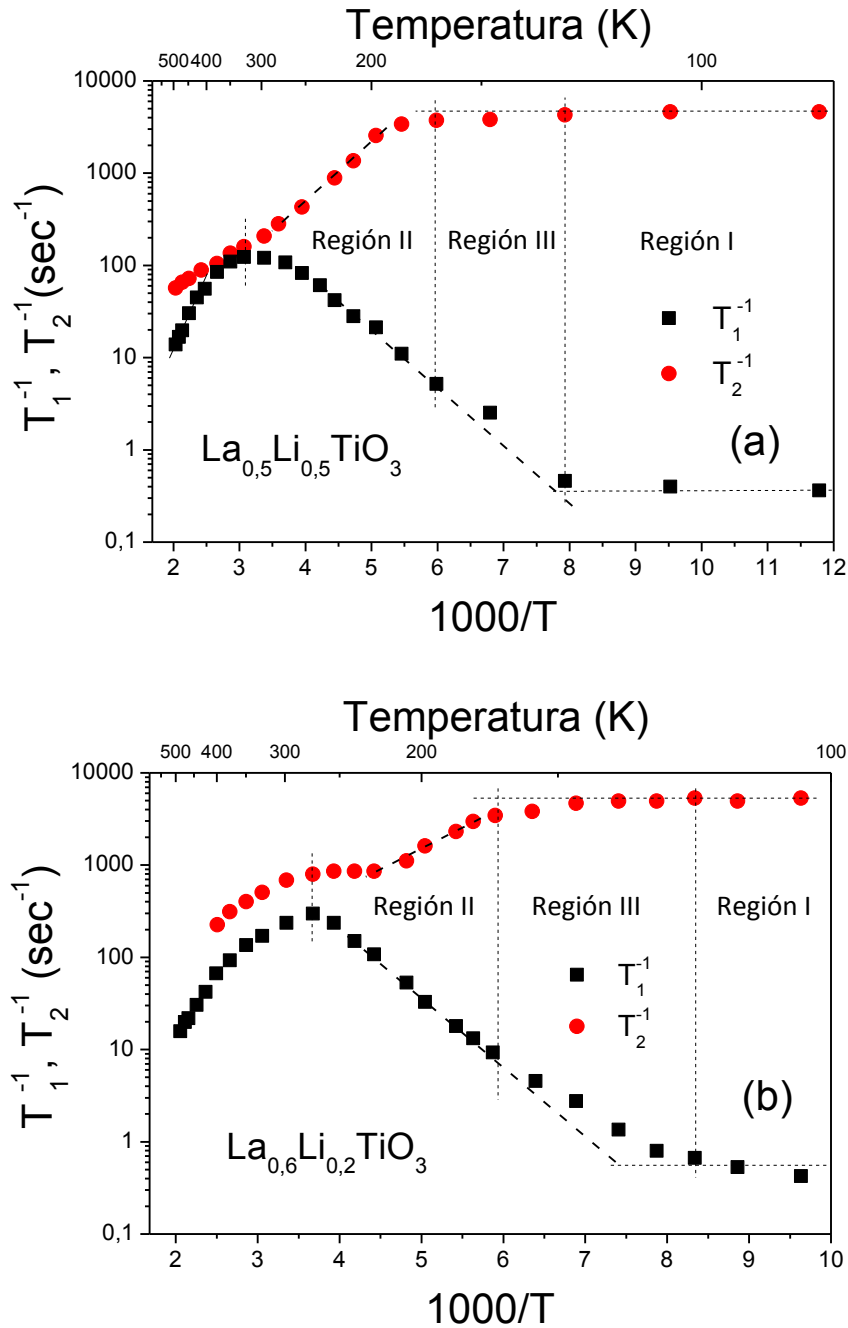 Temperatura (K)
500 400 300 200 100
10000
1000
100
10
1
0,1
T₁⁻¹, T₂⁻¹ (sec⁻¹)
Región II Región III Región I
T₁⁻¹
T₂⁻¹
(a)
La₀,₅Li₀,₅TiO₃
2 3 4 5 6 7 8 9 10 11 12
1000/T
Temperatura (K)
500 400 300 200 100
10000
1000
100
10
1
0,1
T₁⁻¹, T₂⁻¹ (sec⁻¹)
Región II Región III Región I
T₁⁻¹
T₂⁻¹
(b)
La₀,₆Li₀,₂TiO₃
2 3 4 5 6 7 8 9 10
1000/T